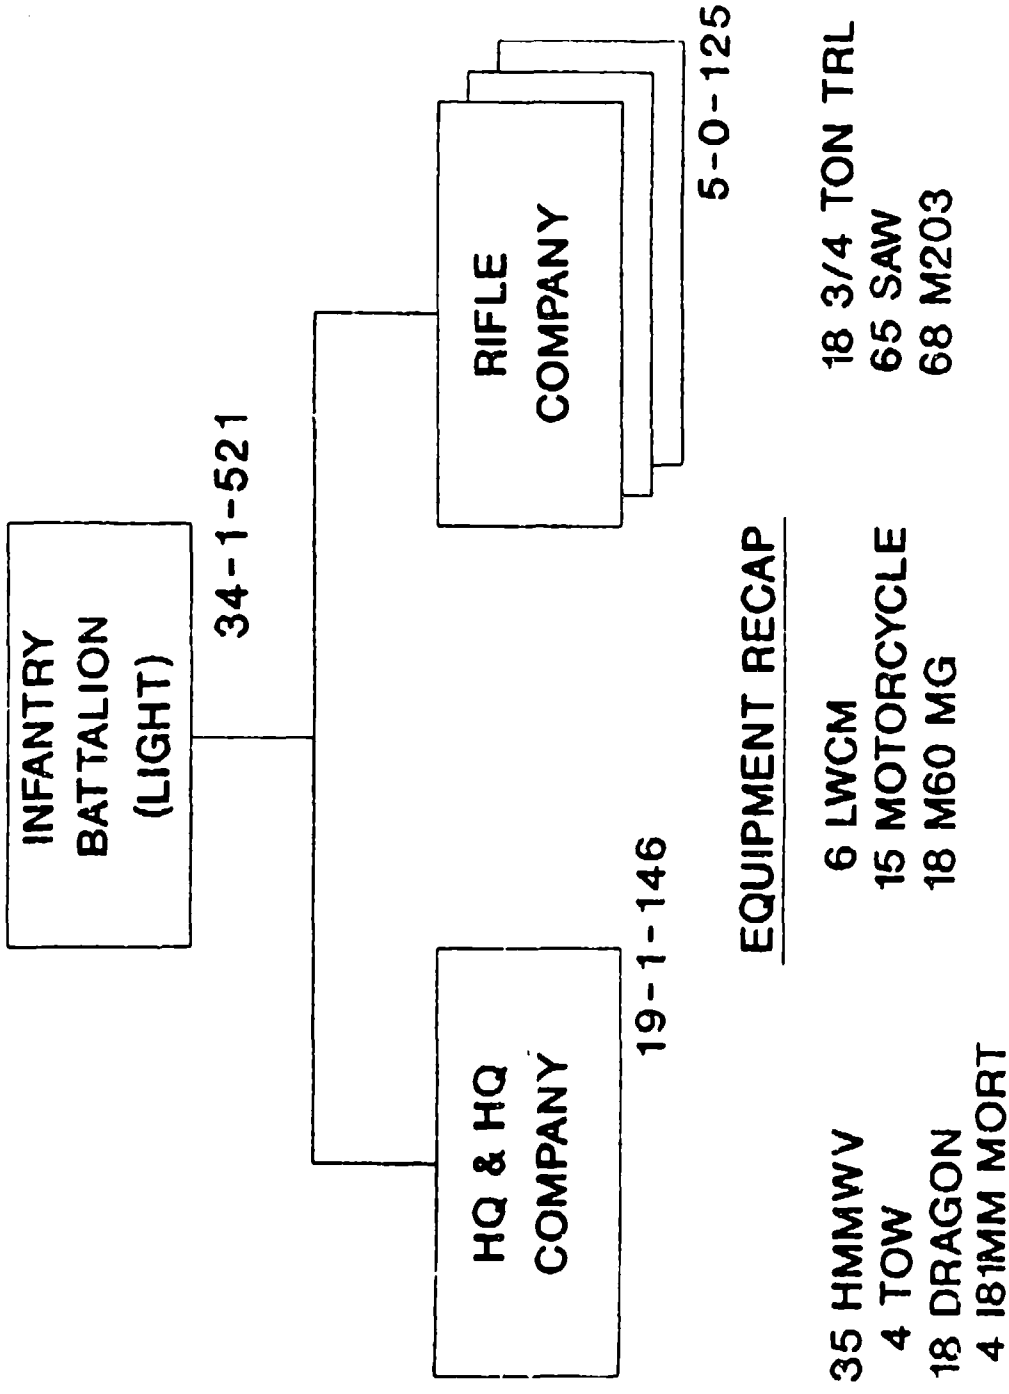 INFANTRY
BATTALION
(LIGHT)
34-1-521
HQ & HQ
COMPANY
19-1-146
RIFLE
COMPANY
5-0-125
EQUIPMENT RECAP
35 HMMWV
4 TOW
18 DRAGON
4 I81MM MORT
6 LWCM
15 MOTORCYCLE
18 M60 MG
18 3/4 TON TRL
65 SAW
68 M203